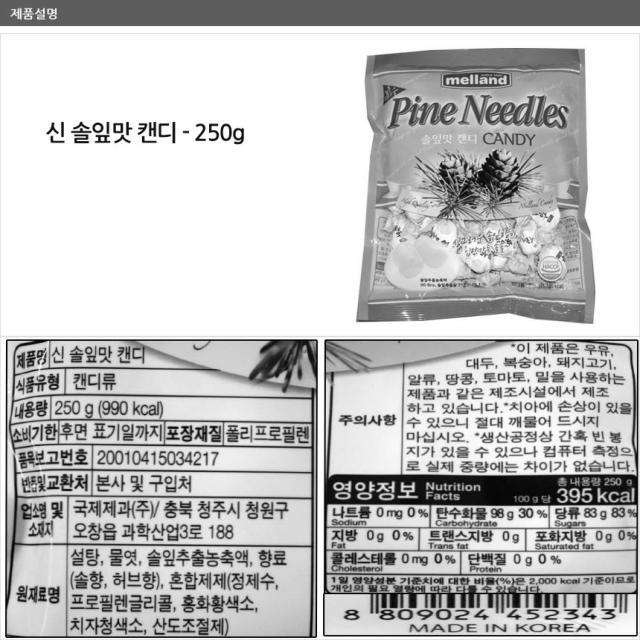 제품설명
신 솔잎맛 캔디 - 250g
melland
Pine Needles
솔잎맛 캔디 CANDY
제품명 신 솔잎맛 캔디
식품유형 캔디류
내용량 250 g (990 kcal)
소비기한 후면 표기일까지 포장재질 폴리프로필렌
품목보고번호 20010415034217
반품및교환처 본사 및 구입처
업소명 및 소재지 국제제과(주)/ 충북 청주시 청원구
오창읍 과학산업3로 188
원재료명 설탕, 물엿, 솔잎추출농축액, 향료
(솔향, 허브향), 혼합제제(정제수,
프로필렌글리콜, 홍화황색소,
치자청색소, 산도조절제)
주의사항
*이 제품은 우유,
대두, 복숭아, 돼지고기,
알류, 땅콩, 토마토, 밀을 사용하는
제품과 같은 제조시설에서 제조
하고 있습니다.*치아에 손상이 있을
수 있으니 절대 깨물어 드시지
마십시오. *생산공정상 간혹 빈 봉
지가 있을 수 있으나 컴퓨터 측정으
로 실제 중량에는 차이가 없습니다.
영양정보 Nutrition Facts 총 내용량 250 g
100 g 당 395 kcal
나트륨 0 mg 0% 탄수화물 98 g 30% 당류 83 g 83%
Sodium Carbohydrate Sugars
지방 0 g 0% 트랜스지방 0 g 포화지방 0 g 0%
Fat Trans fat Saturated fat
콜레스테롤 0 mg 0% 단백질 0 g 0%
Cholesterol Protein
1일 영양성분 기준치에 대한 비율(%)은 2,000 kcal 기준이므로
개인의 필요 열량에 따라 다를 수 있습니다.
8 809024 452343
MADE IN KOREA